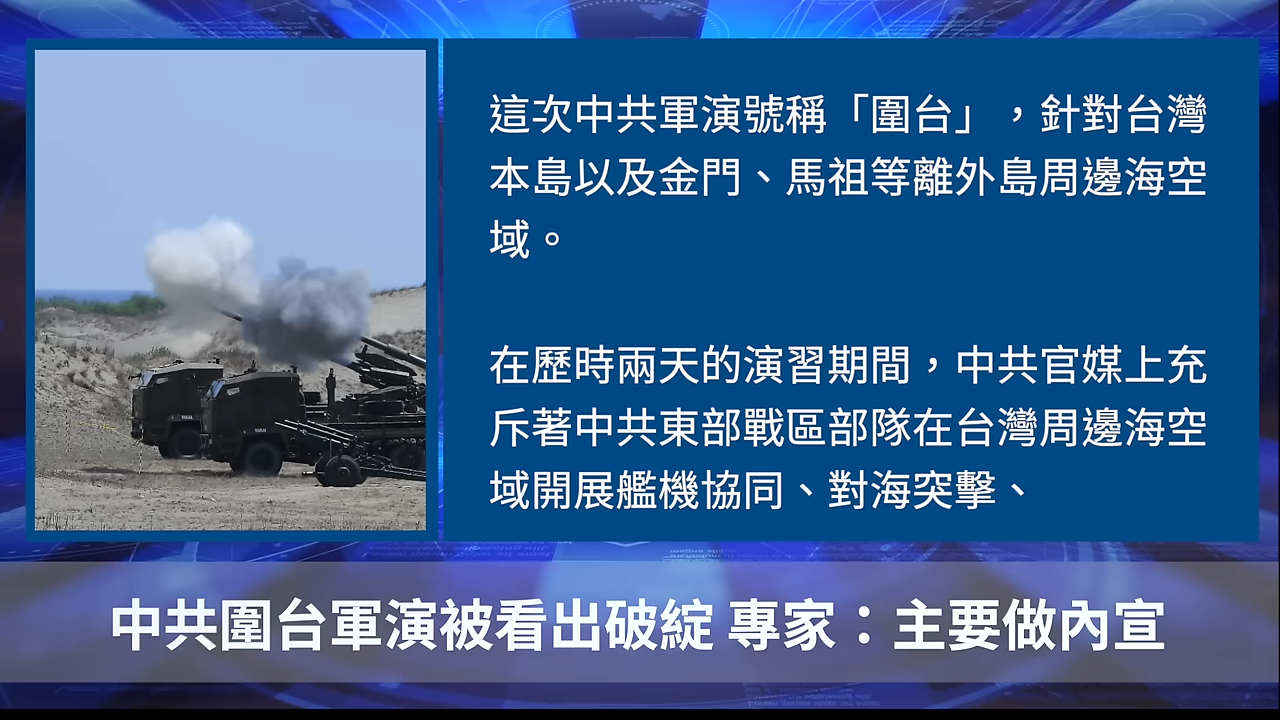 這次中共軍演號稱「圍台」，針對台灣
本島以及金門、馬祖等離外島周邊海空
域。
在歷時兩天的演習期間，中共官媒上充
斥著中共東部戰區部隊在台灣周邊海空
域開展艦機協同、對海突擊、
中共圍台軍演被看出破綻 專家：主要做內宣